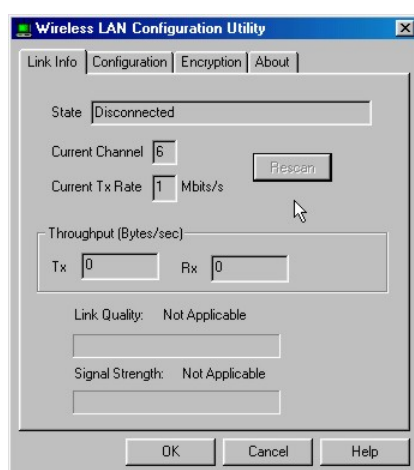 Wireless LAN Configuration Utility
Link Info Configuration Encryption About
State Disconnected
Current Channel 6
Rescan
Current Tx Rate 1 Mbits/s
Throughput (Bytes/sec)
Tx 0 Rx 0
Link Quality: Not Applicable
Signal Strength: Not Applicable
OK Cancel Help